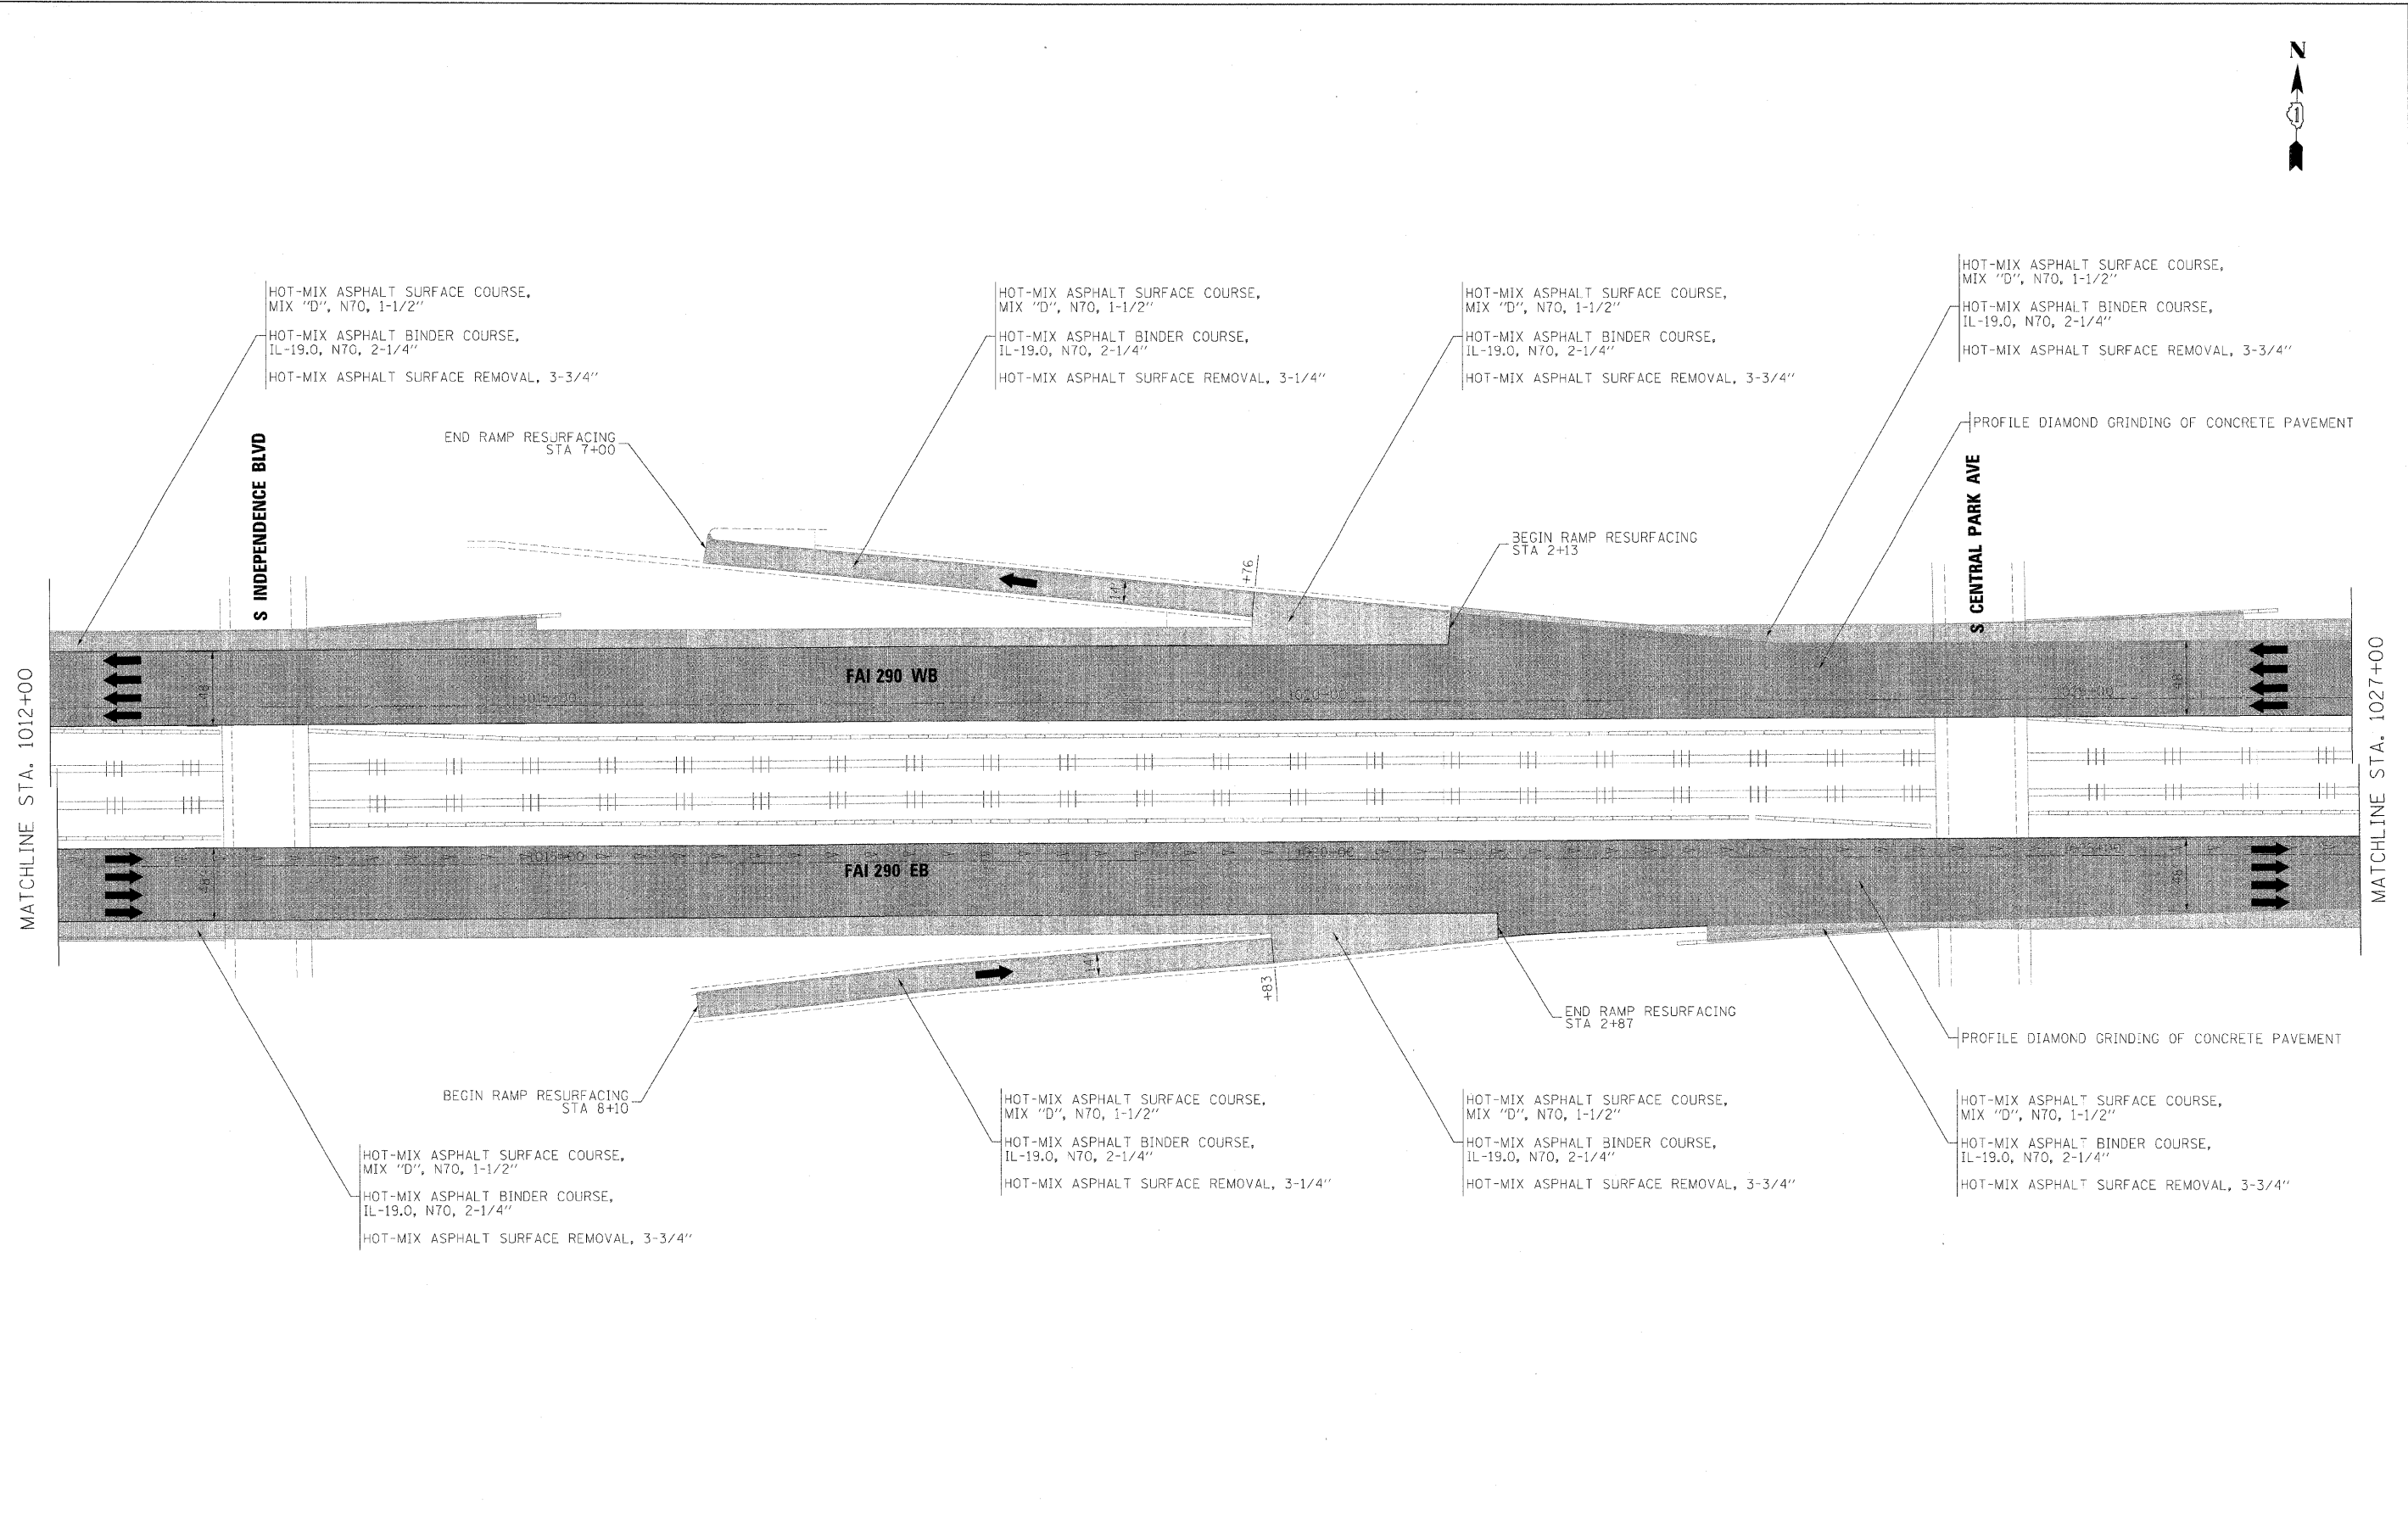 N
1
HOT-MIX ASPHALT SURFACE COURSE,
MIX "D", N70, 1-1/2"
HOT-MIX ASPHALT BINDER COURSE,
IL-19.0, N70, 2-1/4"
HOT-MIX ASPHALT SURFACE REMOVAL, 3-3/4"
HOT-MIX ASPHALT SURFACE COURSE,
MIX "D", N70, 1-1/2"
HOT-MIX ASPHALT BINDER COURSE,
IL-19.0, N70, 2-1/4"
HOT-MIX ASPHALT SURFACE REMOVAL, 3-1/4"
HOT-MIX ASPHALT SURFACE COURSE,
MIX "D", N70, 1-1/2"
HOT-MIX ASPHALT BINDER COURSE,
IL-19.0, N70, 2-1/4"
HOT-MIX ASPHALT SURFACE REMOVAL, 3-3/4"
HOT-MIX ASPHALT SURFACE COURSE,
MIX "D", N70, 1-1/2"
HOT-MIX ASPHALT BINDER COURSE,
IL-19.0, N70, 2-1/4"
HOT-MIX ASPHALT SURFACE REMOVAL, 3-3/4"
PROFILE DIAMOND GRINDING OF CONCRETE PAVEMENT
END RAMP RESURFACING
STA 7+00
S INDEPENDENCE BLVD
S CENTRAL PARK AVE
BEGIN RAMP RESURFACING
STA 2+13
+76
14'
MATCHLINE STA. 1012+00
MATCHLINE STA. 1027+00
48'
FAI 290 WB
1015+00
1020+00
1025+00
48'
48'
FAI 290 EB
1015+00
1020+00
1025+00
48'
14'
+83
END RAMP RESURFACING
STA 2+87
PROFILE DIAMOND GRINDING OF CONCRETE PAVEMENT
BEGIN RAMP RESURFACING
STA 8+10
HOT-MIX ASPHALT SURFACE COURSE,
MIX "D", N70, 1-1/2"
HOT-MIX ASPHALT BINDER COURSE,
IL-19.0, N70, 2-1/4"
HOT-MIX ASPHALT SURFACE REMOVAL, 3-3/4"
HOT-MIX ASPHALT SURFACE COURSE,
MIX "D", N70, 1-1/2"
HOT-MIX ASPHALT BINDER COURSE,
IL-19.0, N70, 2-1/4"
HOT-MIX ASPHALT SURFACE REMOVAL, 3-1/4"
HOT-MIX ASPHALT SURFACE COURSE,
MIX "D", N70, 1-1/2"
HOT-MIX ASPHALT BINDER COURSE,
IL-19.0, N70, 2-1/4"
HOT-MIX ASPHALT SURFACE REMOVAL, 3-3/4"
HOT-MIX ASPHALT SURFACE COURSE,
MIX "D", N70, 1-1/2"
HOT-MIX ASPHALT BINDER COURSE,
IL-19.0, N70, 2-1/4"
HOT-MIX ASPHALT SURFACE REMOVAL, 3-3/4"